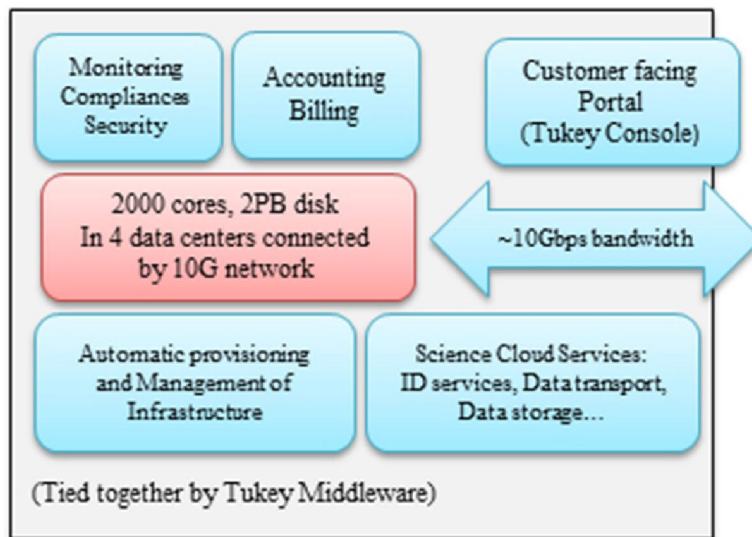 Monitoring
Compliances
Security
Accounting
Billing
Customer facing
Portal
(Tukey Console)
2000 cores, 2PB disk
In 4 data centers connected
by 10G network
~10Gbps bandwidth
Automatic provisioning
and Management of
Infrastructure
Science Cloud Services:
ID services, Data transport,
Data storage...
(Tied together by Tukey Middleware)